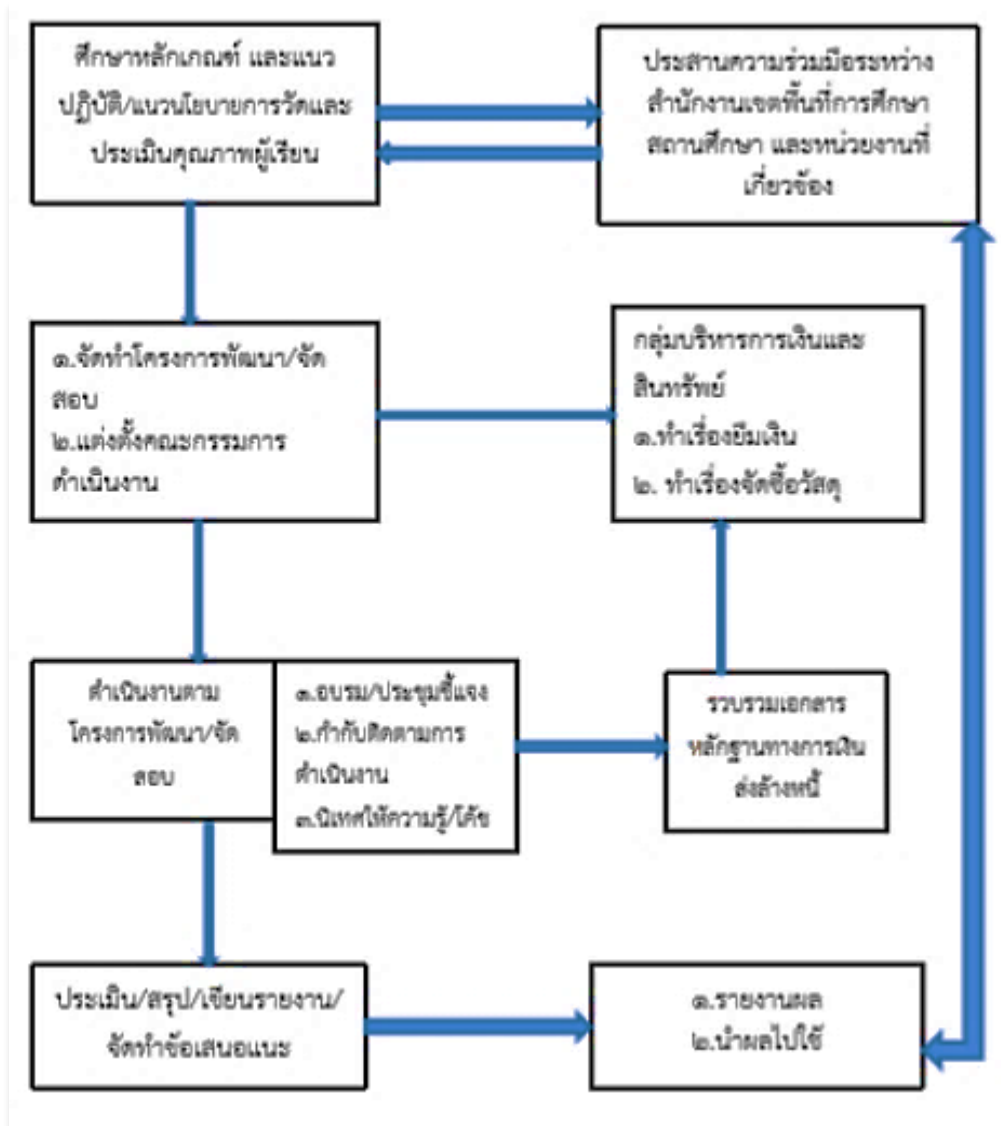 ศึกษาหลักเกณฑ์ และแนว
ปฏิบัติ/แนวนโยบายการวัดและ
ประเมินคุณภาพผู้เรียน
ประสานความร่วมมือระหว่าง
สำนักงานเขตพื้นที่การศึกษา
สถานศึกษา และหน่วยงานที่
เกี่ยวข้อง
๑.จัดทำโครงการพัฒนา/จัด
สอบ
๒.แต่งตั้งคณะกรรมการ
ดำเนินงาน
กลุ่มบริหารการเงินและ
สินทรัพย์
๑.ทำเรื่องยืมเงิน
๒. ทำเรื่องจัดซื้อวัสดุ
ดำเนินงานตาม
โครงการพัฒนา/จัด
สอบ
๑.อบรม/ประชุมชี้แจง
๒.กำกับติดตามการ
ดำเนินงาน
๓.นิเทศให้ความรู้/โค้ช
รวบรวมเอกสาร
หลักฐานทางการเงิน
ส่งล้างหนี้
ประเมิน/สรุป/เขียนรายงาน/
จัดทำข้อเสนอแนะ
๑.รายงานผล
๒.นำผลไปใช้